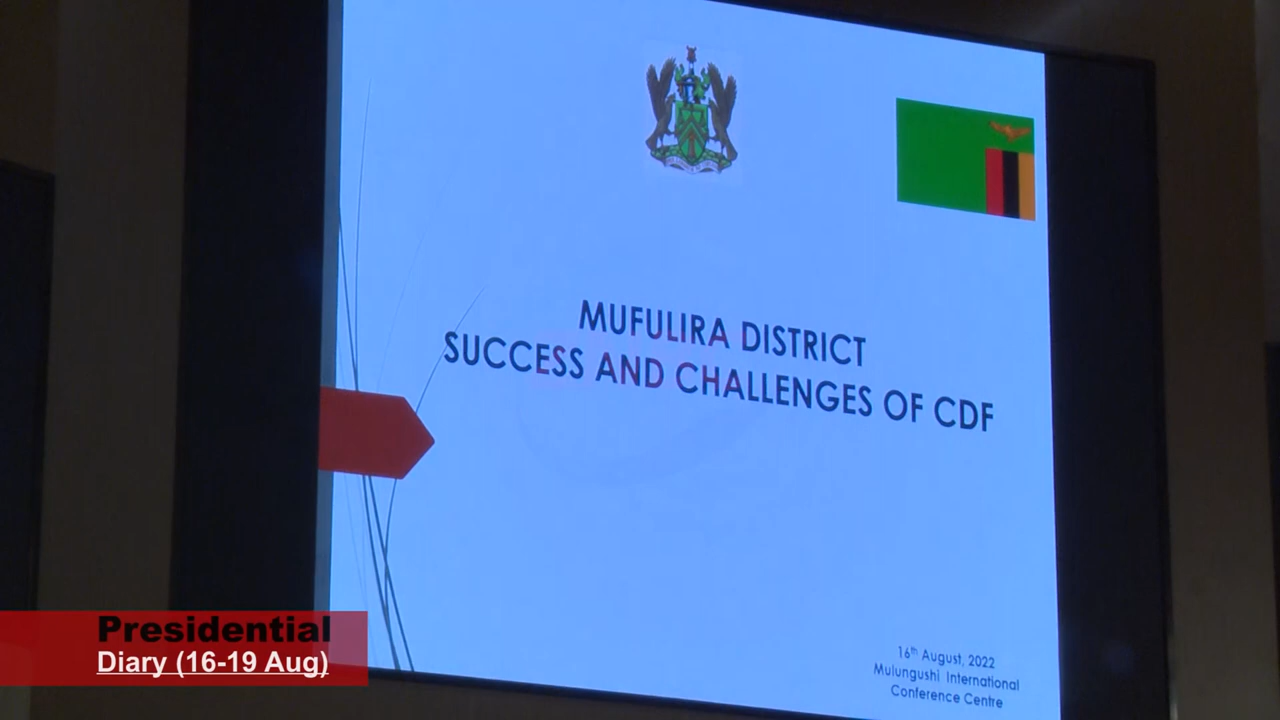 MUFULIRA DISTRICT
SUCCESS AND CHALLENGES OF CDF
16th August, 2022
Mulungushi International
Conference Centre
Presidential
Diary (16-19 Aug)